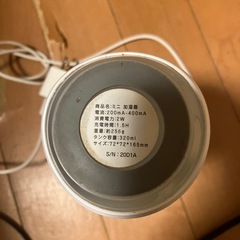 商品名:ミニ 加湿器
電流:200mA-400mA
消費電力:2W
充電時間:1.5H
重量:約256g
タンク容量:320ml
サイズ:72*72*165mm
S/N:2001A